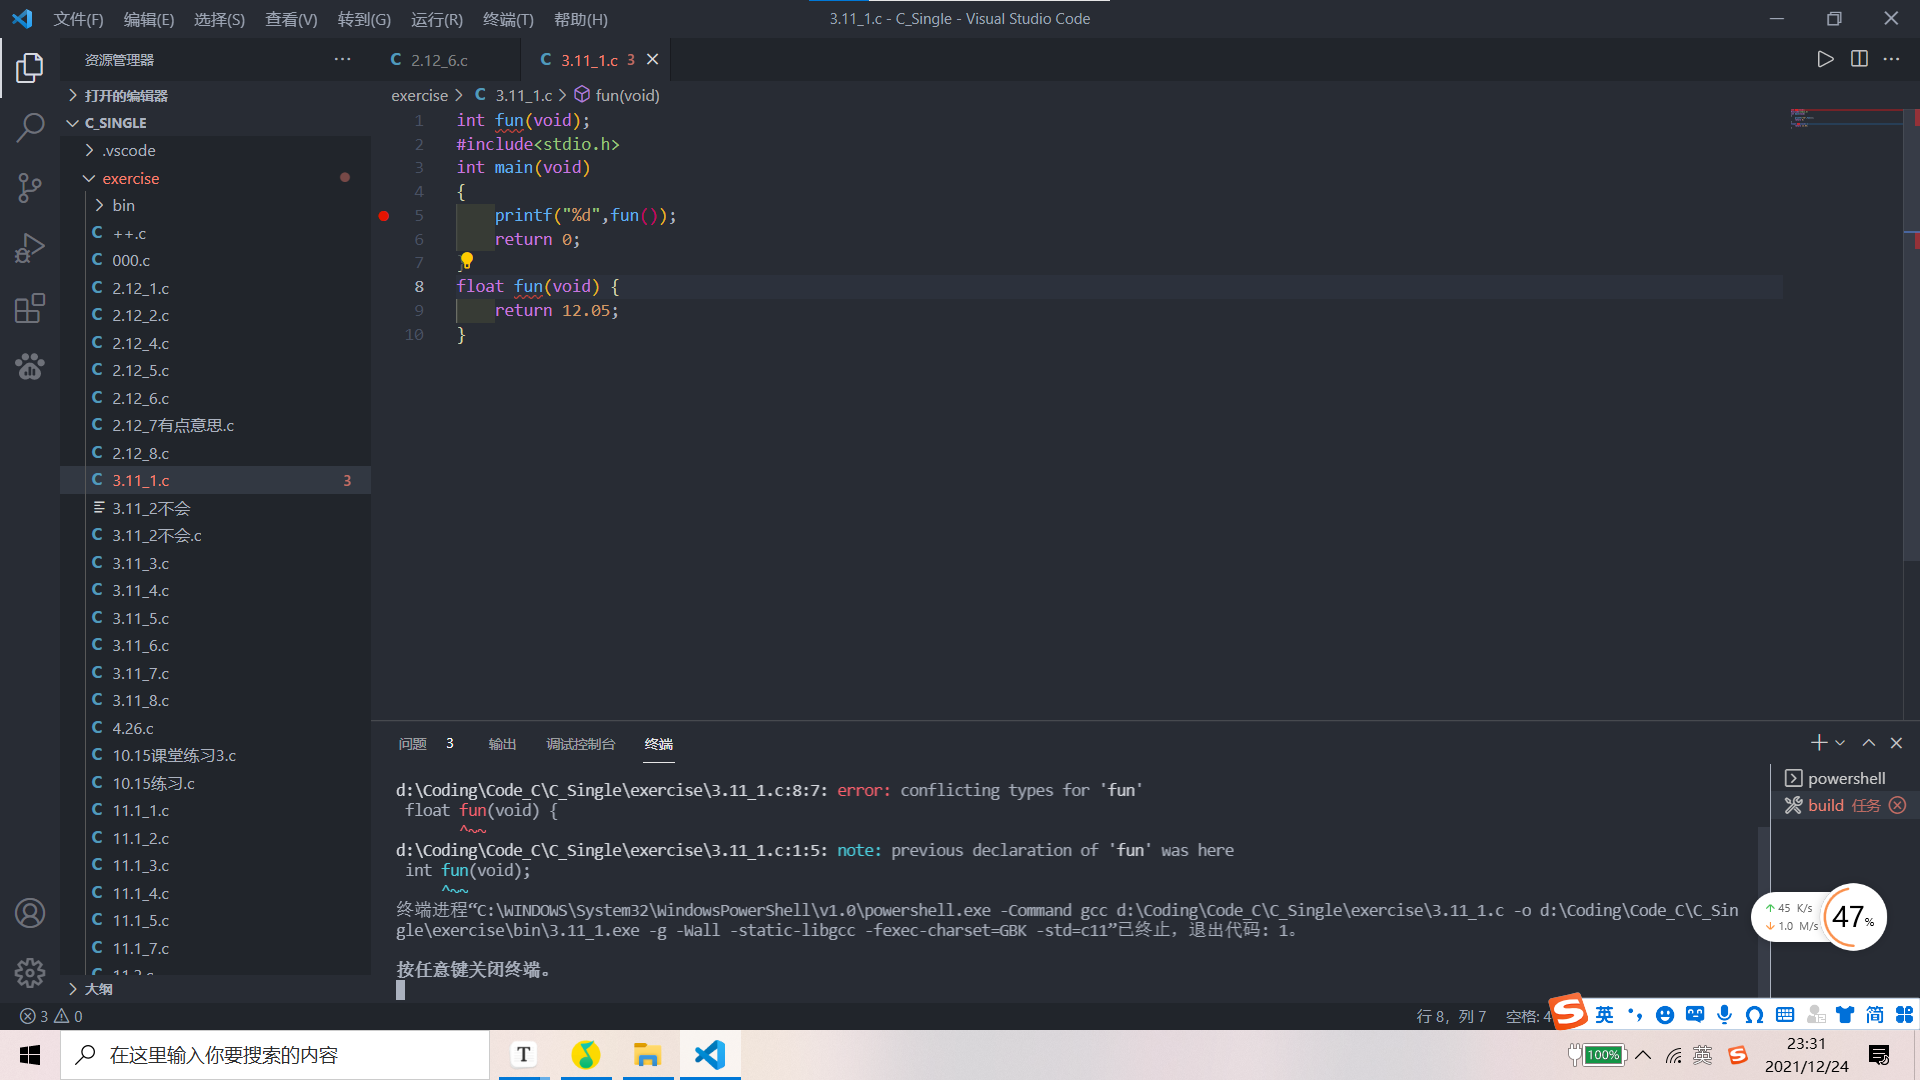 文件(F) 编辑(E) 选择(S) 查看(V) 转到(G) 运行(R) 终端(T) 帮助(H)
3.11_1.c - C_Single - Visual Studio Code
资源管理器
打开的编辑器
C_SINGLE
.vscode
exercise
bin
++.c
000.c
2.12_1.c
2.12_2.c
2.12_4.c
2.12_5.c
2.12_6.c
2.12_7有点意思.c
2.12_8.c
3.11_1.c 3
3.11_2不会
3.11_2不会.c
3.11_3.c
3.11_4.c
3.11_5.c
3.11_6.c
3.11_7.c
3.11_8.c
4.26.c
10.15课堂练习3.c
10.15练习.c
11.1_1.c
11.1_2.c
11.1_3.c
11.1_4.c
11.1_5.c
11.1_7.c
大纲
C 2.12_6.c
C 3.11_1.c 3
exercise > C 3.11_1.c > fun(void)
1 int fun(void);
2 #include<stdio.h>
3 int main(void)
4 {
5 printf("%d",fun());
6 return 0;
7 }
8 float fun(void) {
9 return 12.05;
10 }
问题 3 输出 调试控制台 终端
d:\Coding\Code_C\C_Single\exercise\3.11_1.c:8:7: error: conflicting types for 'fun'
float fun(void) {
^~~
d:\Coding\Code_C\C_Single\exercise\3.11_1.c:1:5: note: previous declaration of 'fun' was here
int fun(void);
^~~
终端进程“C:\WINDOWS\System32\WindowsPowerShell\v1.0\powershell.exe -Command gcc d:\Coding\Code_C\C_Single\exercise\3.11_1.c -o d:\Coding\Code_C\C_Sin
gle\exercise\bin\3.11_1.exe -g -Wall -static-libgcc -fexec-charset=GBK -std=c11”已终止，退出代码: 1。
按任意键关闭终端。
powershell
build 任务
45 K/s
1.0 M/s
47%
3 0
行 8，列 7 空格: 4
英 简
在这里输入你要搜索的内容
T
100%
英
23:31
2021/12/24